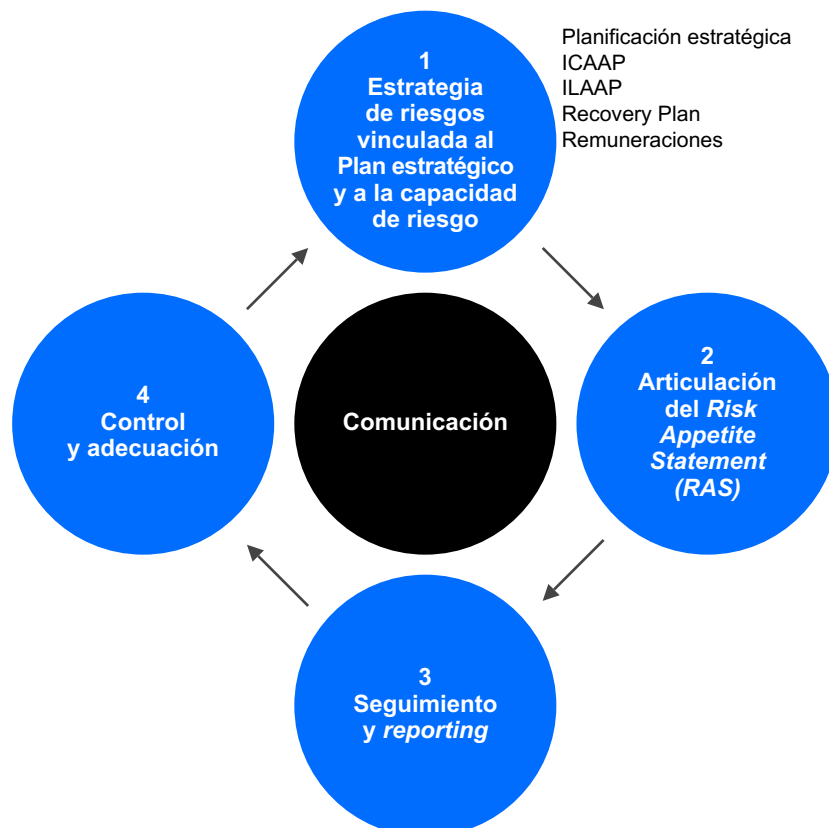 1
Estrategia
de riesgos
vinculada al
Plan estratégico
y a la capacidad
de riesgo
Planificación estratégica
ICAAP
ILAAP
Recovery Plan
Remuneraciones
2
Articulación
del Risk
Appetite
Statement
(RAS)
3
Seguimiento
y reporting
4
Control
y adecuación
Comunicación